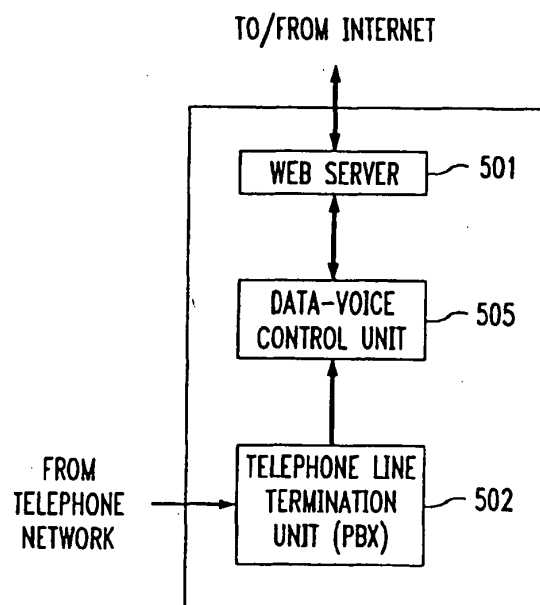 TO/FROM INTERNET
WEB SERVER
501
DATA-VOICE
CONTROL UNIT
505
FROM
TELEPHONE
NETWORK
TELEPHONE LINE
TERMINATION
UNIT (PBX)
502